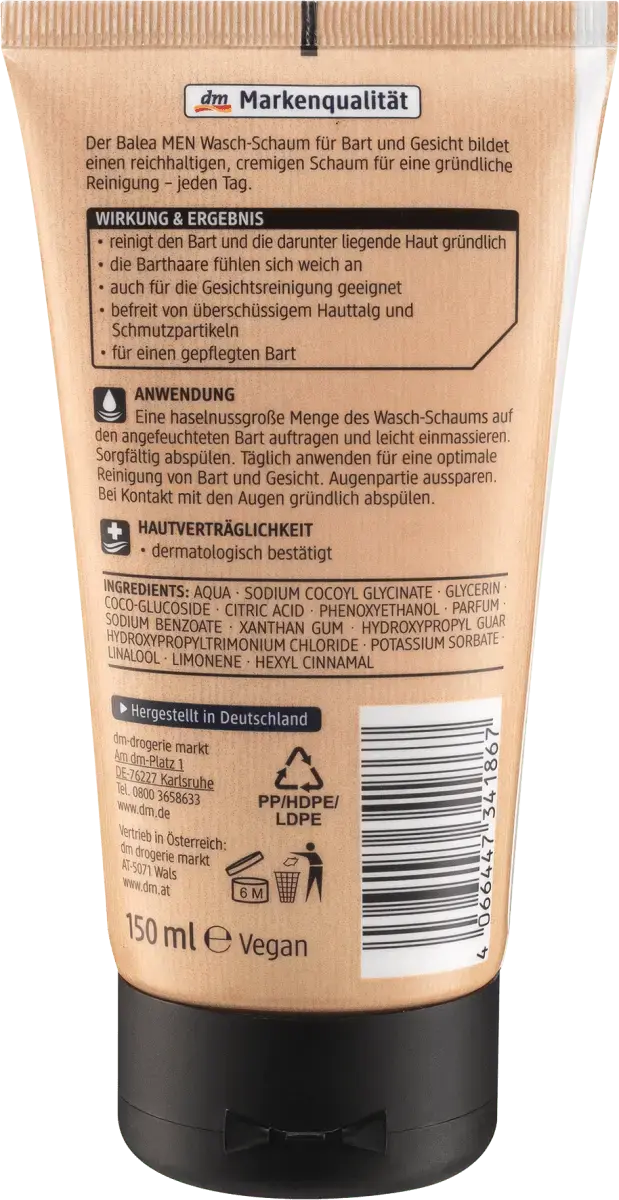 dm Markenqualität
Der Balea MEN Wasch-Schaum für Bart und Gesicht bildet
einen reichhaltigen, cremigen Schaum für eine gründliche
Reinigung – jeden Tag.
WIRKUNG & ERGEBNIS
• reinigt den Bart und die darunter liegende Haut gründlich
• die Barthaare fühlen sich weich an
• auch für die Gesichtsreinigung geeignet
• befreit von überschüssigem Hauttalg und
Schmutzpartikeln
• für einen gepflegten Bart
ANWENDUNG
Eine haselnussgroße Menge des Wasch-Schaums auf
den angefeuchteten Bart auftragen und leicht einmassieren.
Sorgfältig abspülen. Täglich anwenden für eine optimale
Reinigung von Bart und Gesicht. Augenpartie aussparen.
Bei Kontakt mit den Augen gründlich abspülen.
HAUTVERTRÄGLICHKEIT
• dermatologisch bestätigt
INGREDIENTS: AQUA · SODIUM COCOYL GLYCINATE · GLYCERIN ·
COCO-GLUCOSIDE · CITRIC ACID · PHENOXYETHANOL · PARFUM ·
SODIUM BENZOATE · XANTHAN GUM · HYDROXYPROPYL GUAR
HYDROXYPROPYLTRIMONIUM CHLORIDE · POTASSIUM SORBATE ·
LINALOOL · LIMONENE · HEXYL CINNAMAL
Hergestellt in Deutschland
dm-drogerie markt
Am dm-Platz 1
DE-76227 Karlsruhe
Tel. 0800 3658633
www.dm.de
Vertrieb in Österreich:
dm drogerie markt
AT-5071 Wals
www.dm.at
PP/HDPE/
LDPE
6 M
150 ml ℮ Vegan
4 066447 341867